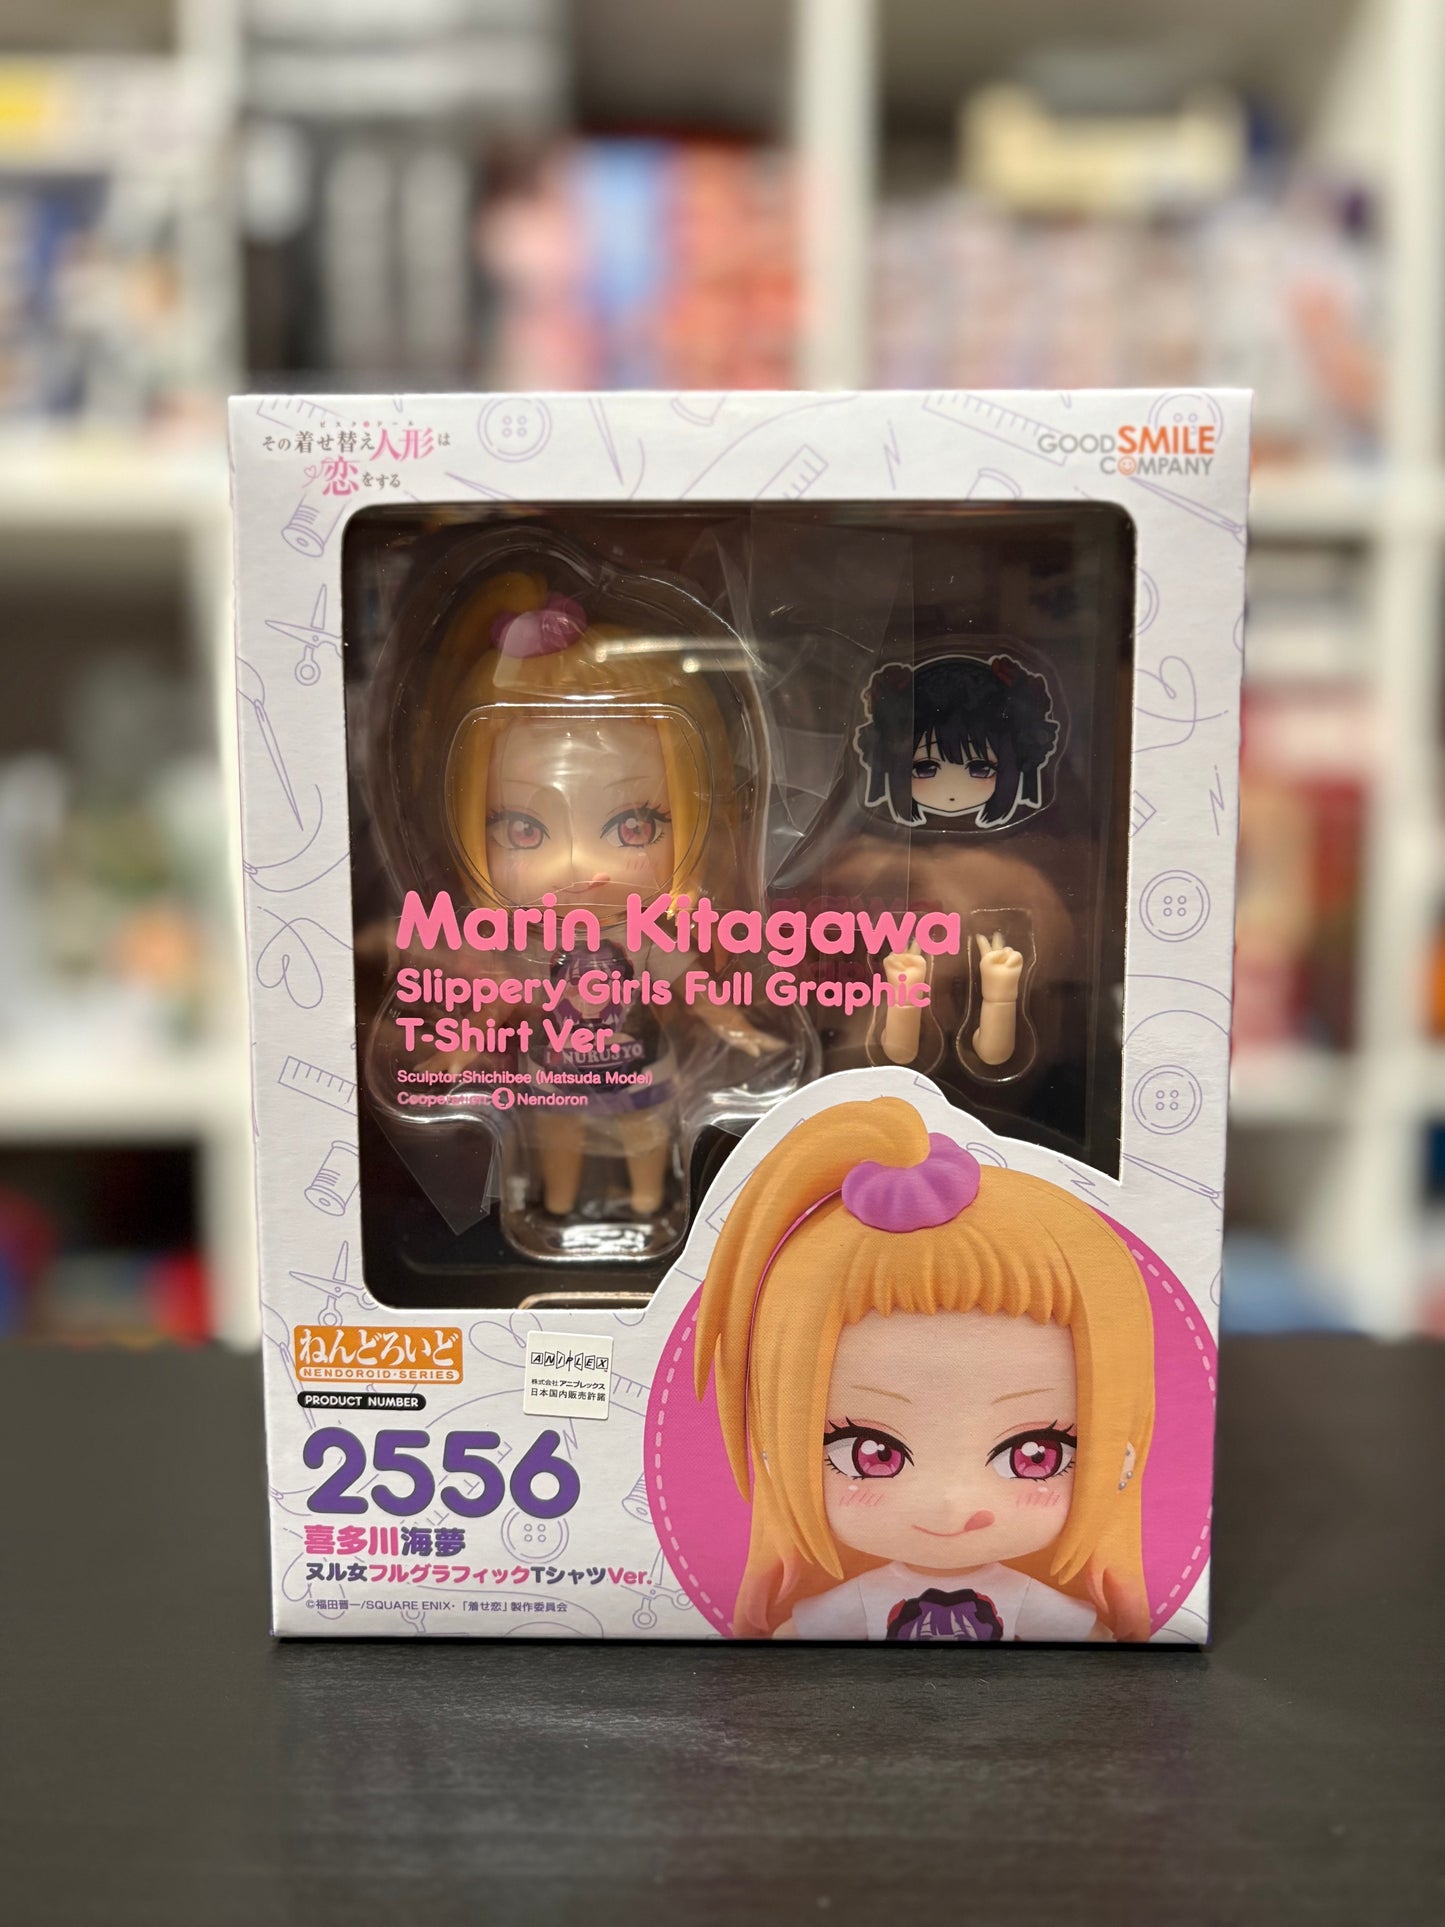 ビスク・ドール
その着せ替え人形は
恋をする
GOOD SMILE
COMPANY
Marin Kitagawa
Slippery Girls Full Graphic
T-Shirt Ver.
Sculptor:Shichibee (Matsuda Model)
Cooperation: Nendoron
NURUJYO
ねんどろいど
NENDOROID SERIES
PRODUCT NUMBER
2556
ANIPLEX
株式会社アニプレックス
日本国内販売許諾
喜多川海夢
ヌル女フルグラフィックTシャツVer.
©福田晋一/SQUARE ENIX・「着せ恋」製作委員会